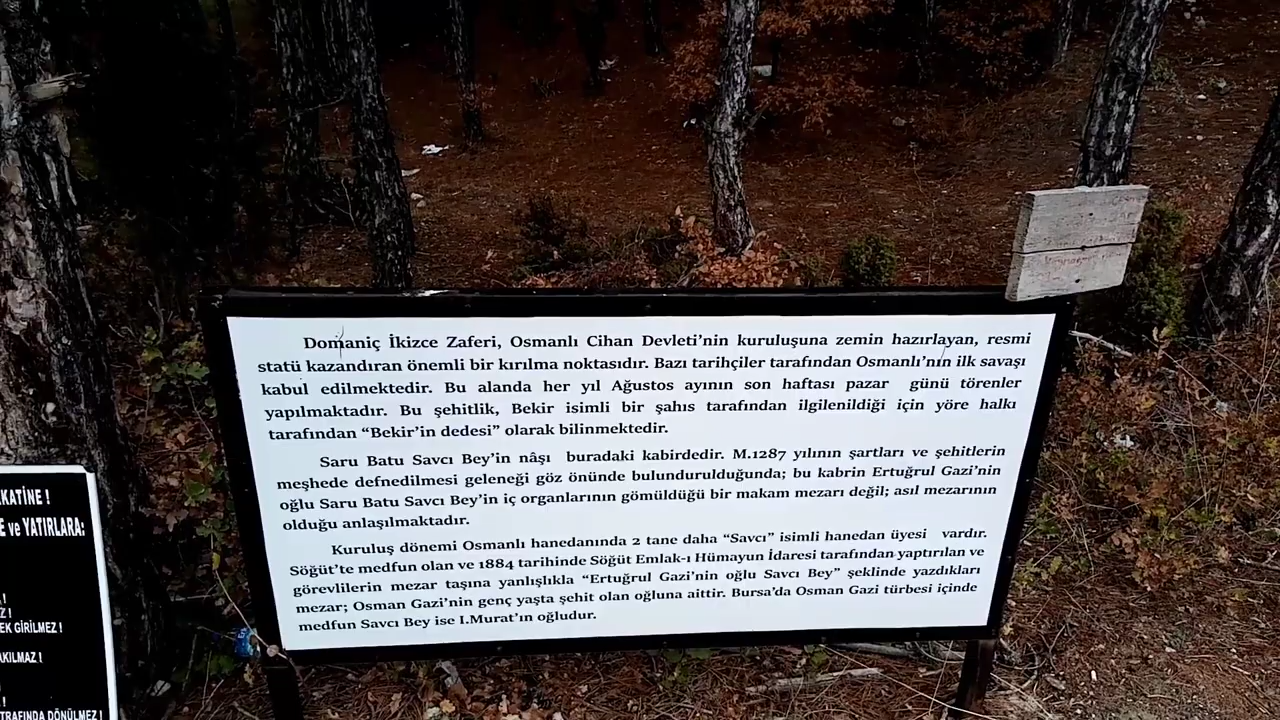 Domaniç İkizce Zaferi, Osmanlı Cihan Devleti'nin kuruluşuna zemin hazırlayan, resmi
statü kazandıran önemli bir kırılma noktasıdır. Bazı tarihçiler tarafından Osmanlı'nın ilk savaşı
kabul edilmektedir. Bu alanda her yıl Ağustos ayının son haftası pazar günü törenler
yapılmaktadır. Bu şehitlik, Bekir isimli bir şahıs tarafından ilgilenildiği için yöre halkı
tarafından "Bekir'in dedesi" olarak bilinmektedir.
Saru Batu Savcı Bey'in nâşı buradaki kabirdedir. M.1287 yılının şartları ve şehitlerin
meşhede defnedilmesi geleneği göz önünde bulundurulduğunda; bu kabrin Ertuğrul Gazi'nin
oğlu Saru Batu Savcı Bey'in iç organlarının gömüldüğü bir makam mezarı değil; asıl mezarının
olduğu anlaşılmaktadır.
Kuruluş dönemi Osmanlı hanedanında 2 tane daha "Savcı" isimli hanedan üyesi vardır.
Söğüt'te medfun olan ve 1884 tarihinde Söğüt Emlak-ı Hümayun İdaresi tarafından yaptırılan ve
görevlilerin mezar taşına yanlışlıkla "Ertuğrul Gazi'nin oğlu Savcı Bey" şeklinde yazdıkları
mezar; Osman Gazi'nin genç yaşta şehit olan oğluna aittir. Bursa'da Osman Gazi türbesi içinde
medfun Savcı Bey ise I.Murat'ın oğludur.
KATİNE !
E ve YATIRLARA:
EK GİRİLMEZ !
AKILMAZ !
TRAFINDA DÖNÜLMEZ !